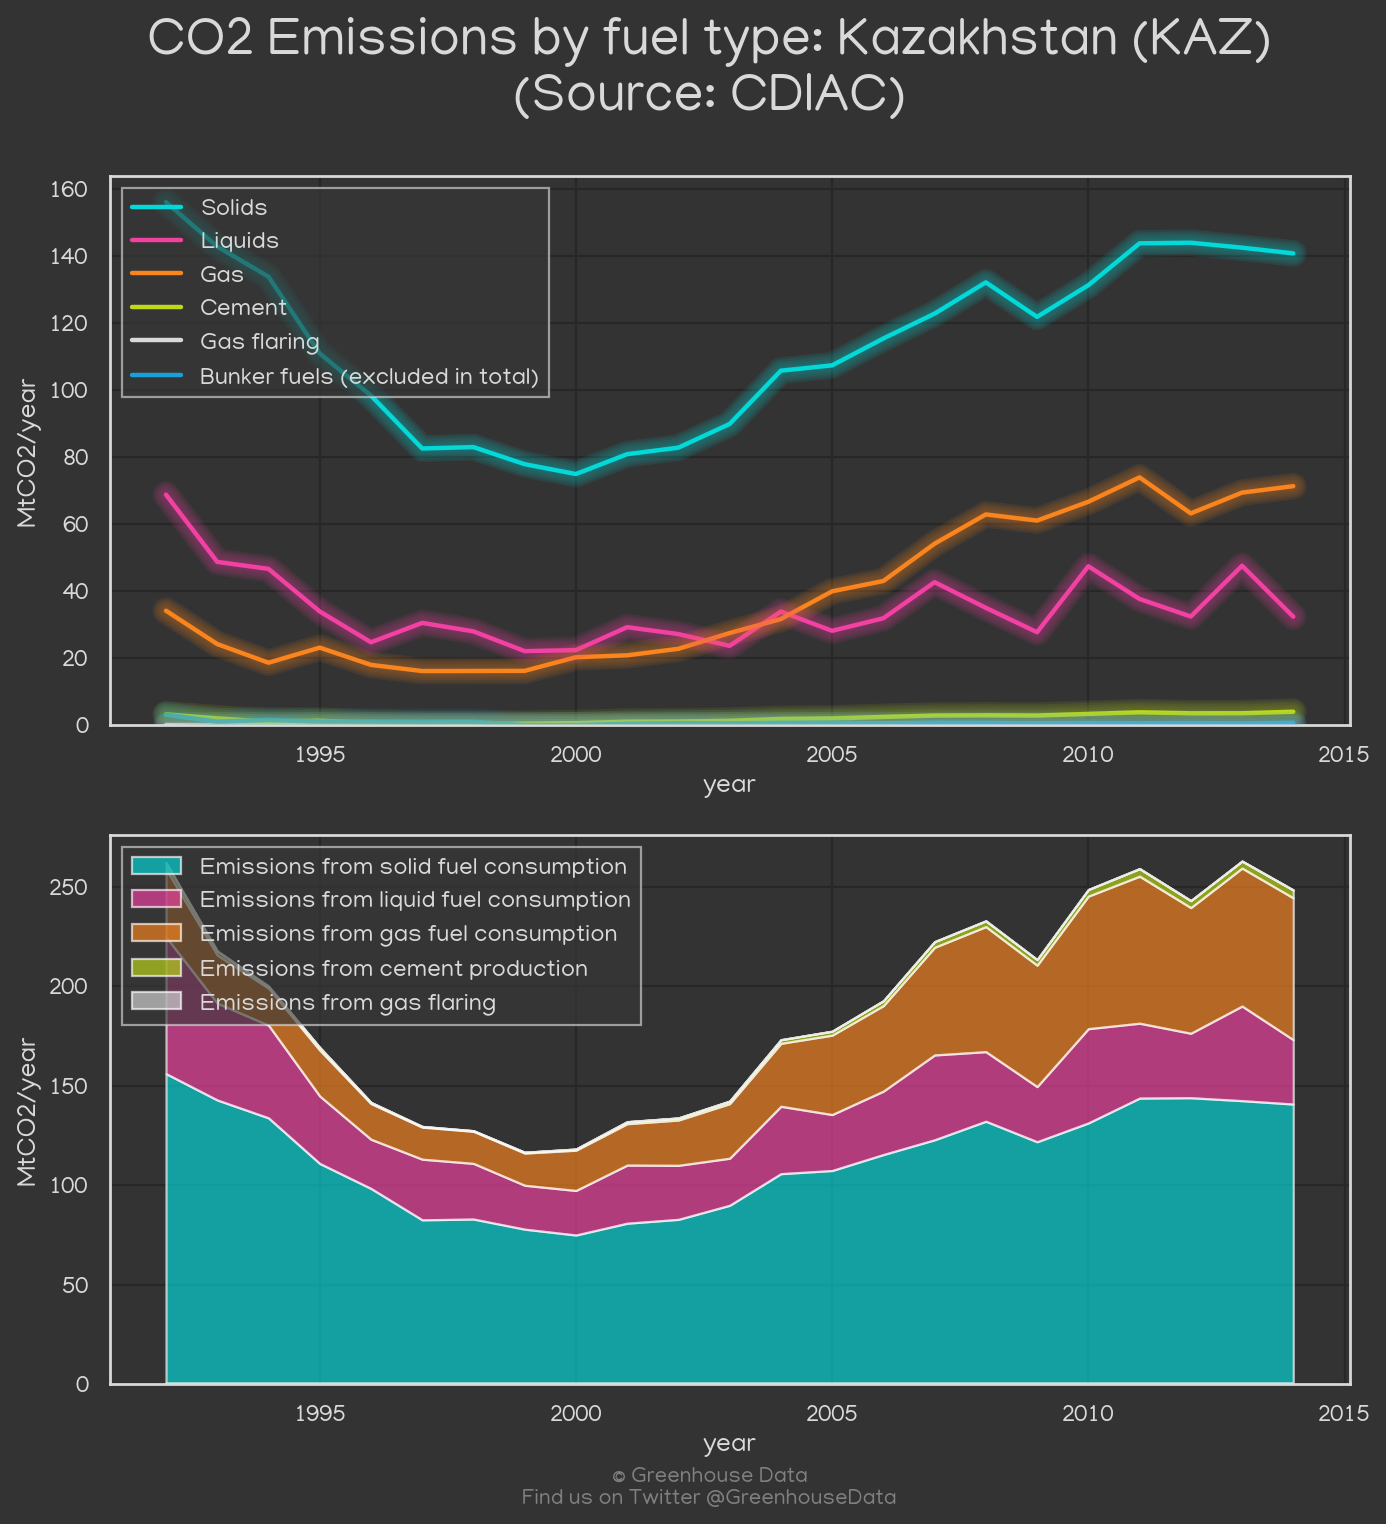 CO2 Emissions by fuel type: Kazakhstan (KAZ)
(Source: CDIAC)
160
140
120
100
80
60
40
20
0
MtCO2/year
Solids
Liquids
Gas
Cement
Gas flaring
Bunker fuels (excluded in total)
1995
2000
2005
2010
2015
year
250
200
150
100
50
0
MtCO2/year
Emissions from solid fuel consumption
Emissions from liquid fuel consumption
Emissions from gas fuel consumption
Emissions from cement production
Emissions from gas flaring
1995
2000
2005
2010
2015
year
© Greenhouse Data
Find us on Twitter @GreenhouseData